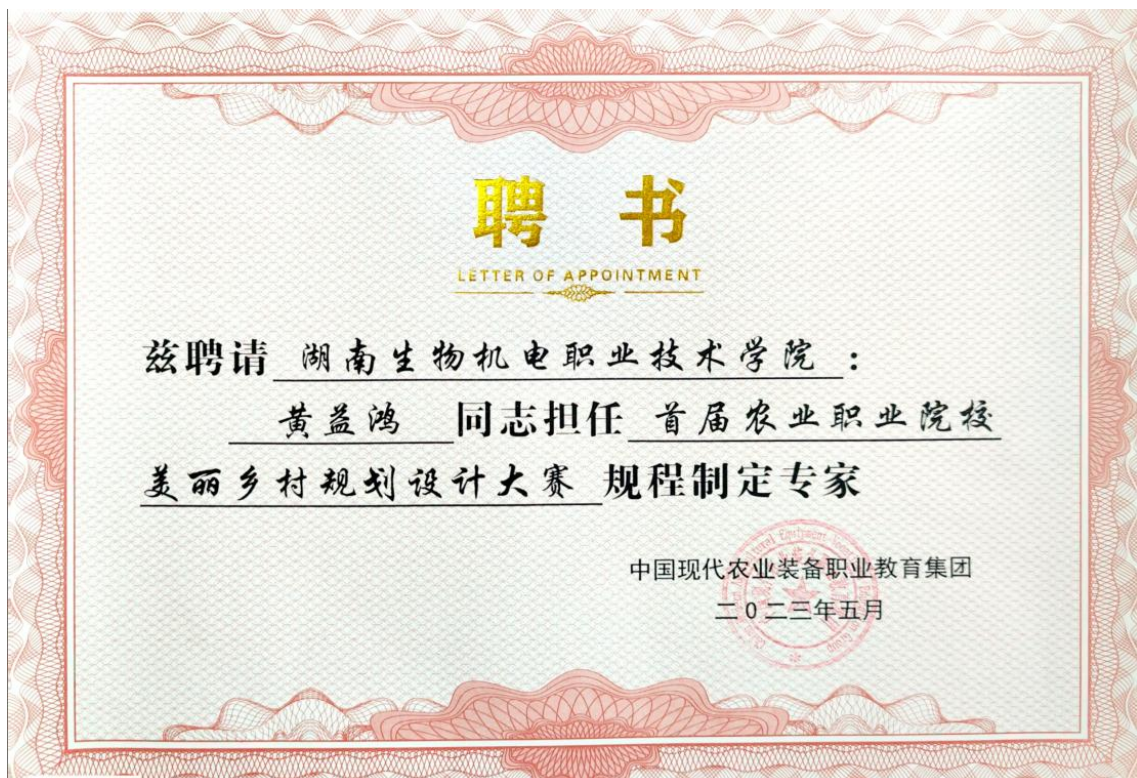 聘 书
LETTER OF APPOINTMENT
兹聘请 湖南生物机电职业技术学院 :
黄益鸿 同志担任 首届农业职业院校
美丽乡村规划设计大赛 规程制定专家
中国现代农业装备职业教育集团
二0二三年五月